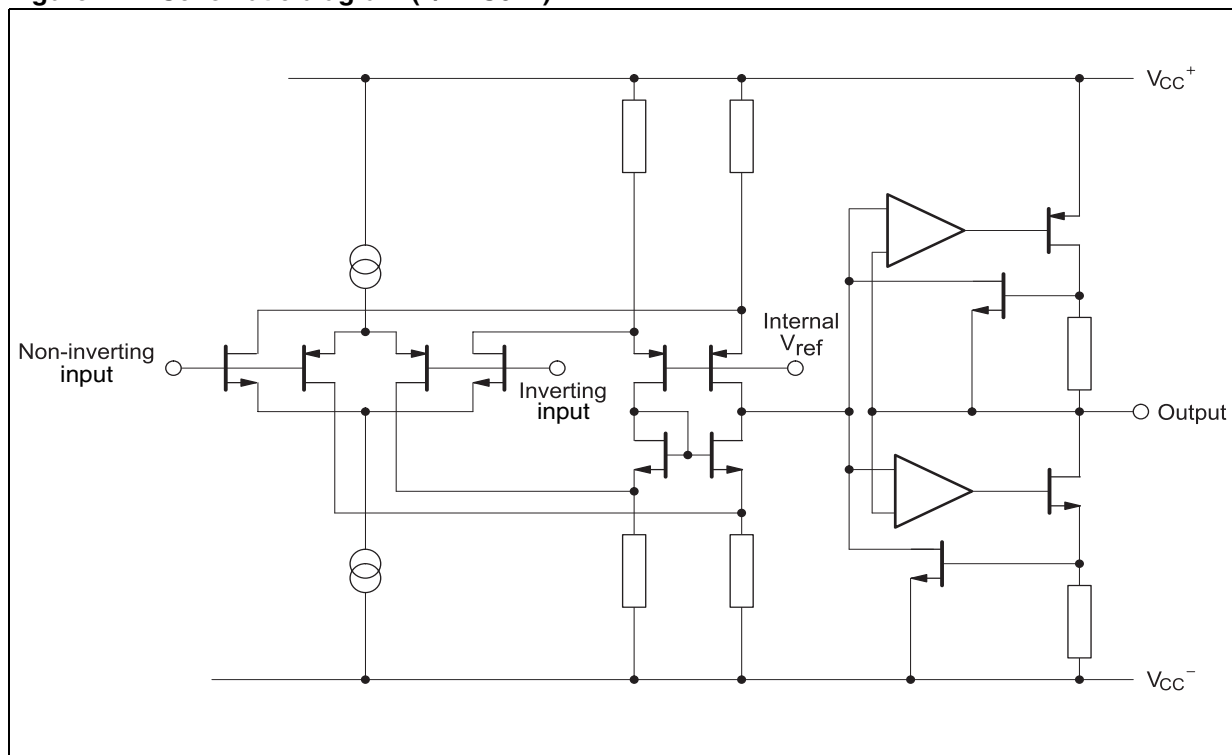 VCC+
Non-inverting
input
Inverting
input
Internal
Vref
Output
VCC−